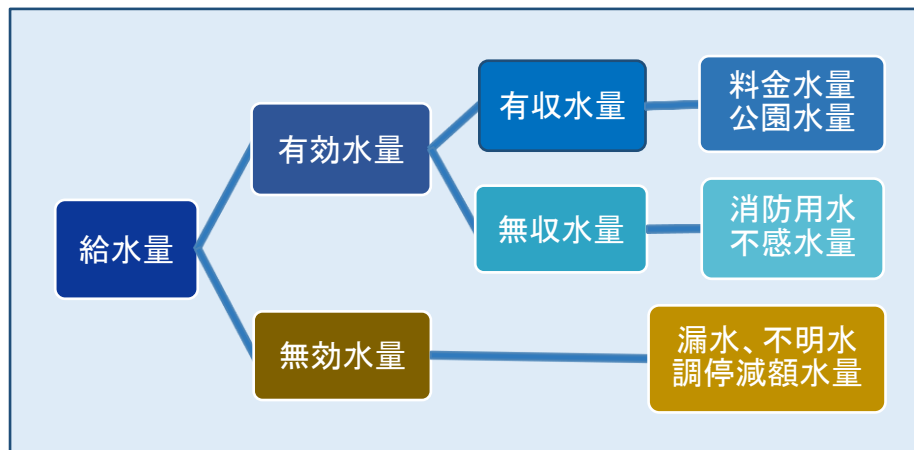 給水量
有効水量
無効水量
有収水量
無収水量
料金水量
公園水量
消防用水
不感水量
漏水、不明水
調停減額水量